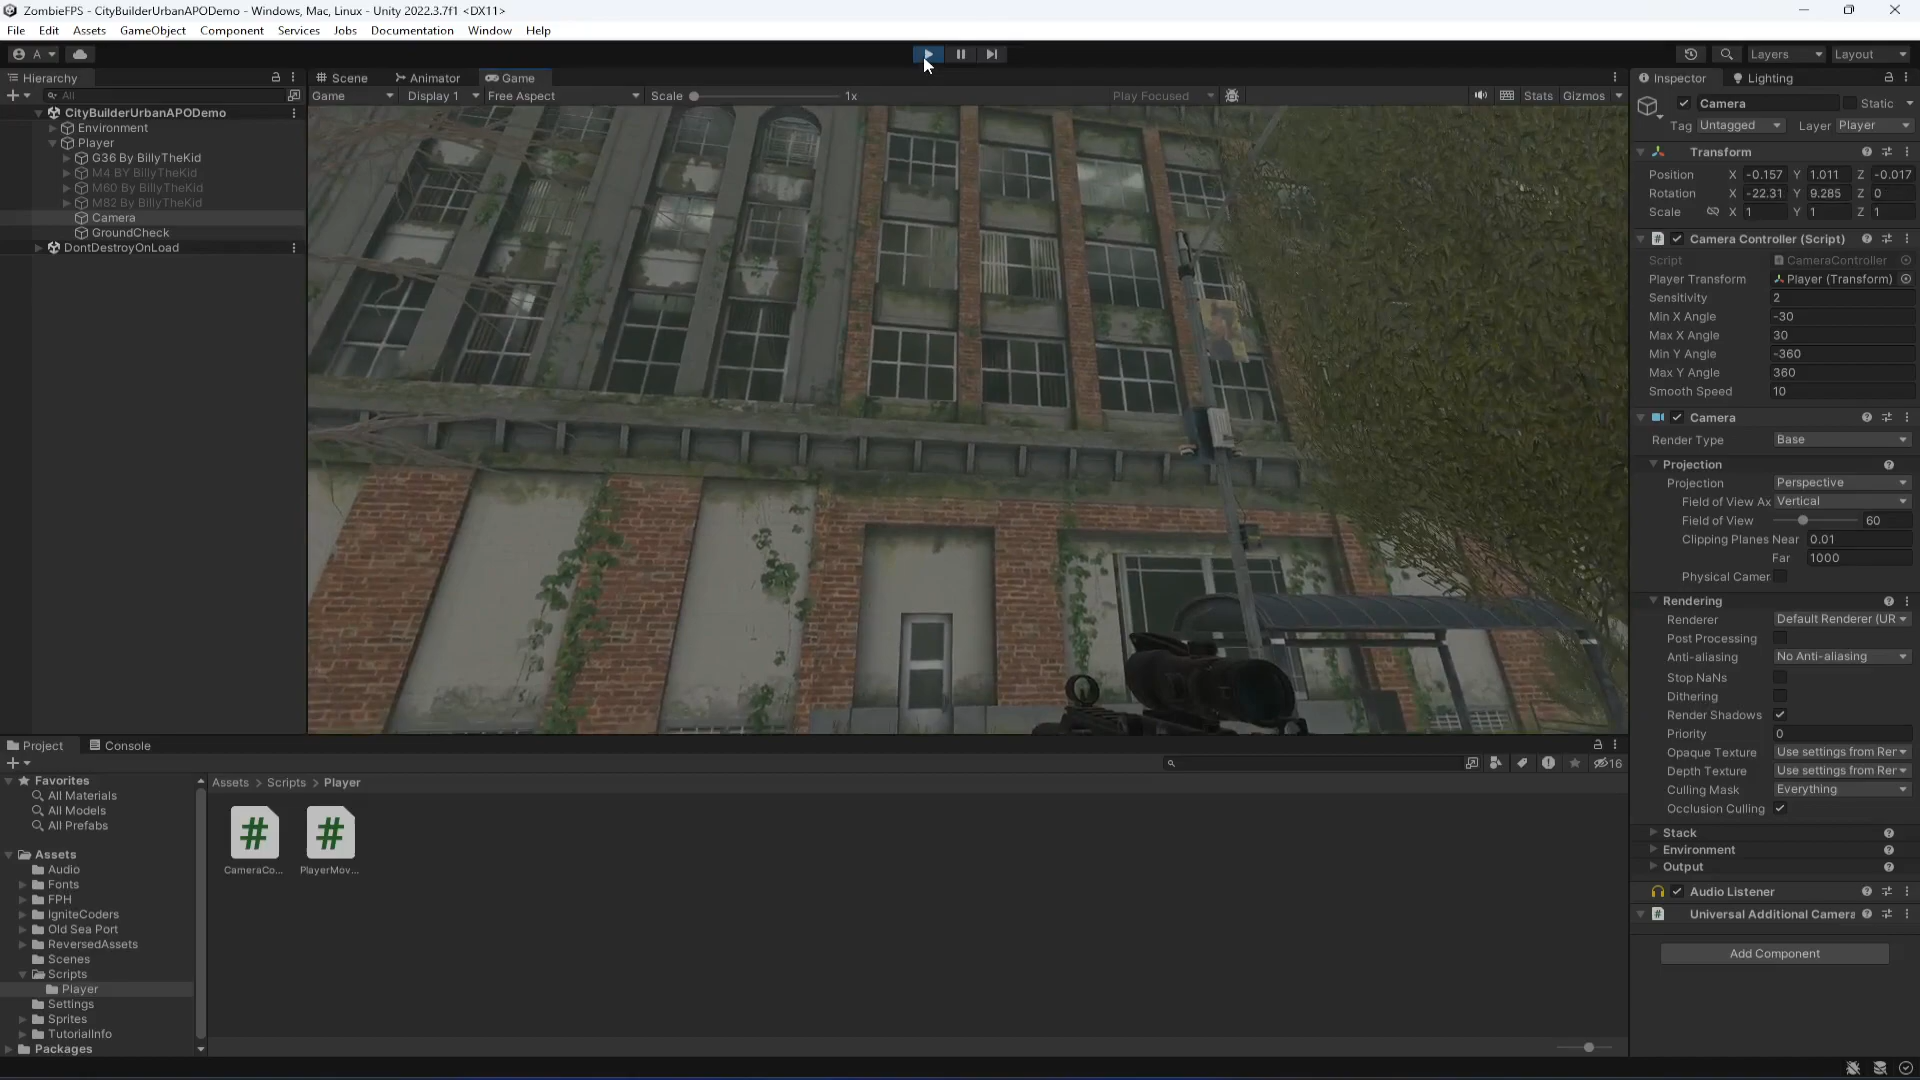 ZombieFPS - CityBuilderUrbanAPODemo - Windows, Mac, Linux - Unity 2022.3.7f1 <DX11>
File Edit Assets GameObject Component Services Jobs Documentation Window Help
A Layers Layout
Hierarchy
All
CityBuilderUrbanAPODemo
Environment
Player
G36 By BillyTheKid
M4 BY BillyTheKid
M60 By BillyTheKid
M82 By BillyTheKid
Camera
GroundCheck
DontDestroyOnLoad
Scene Animator Game
Game Display 1 Free Aspect Scale 1x Play Focused Stats Gizmos
Inspector Lighting
Camera Static
Tag Untagged Layer Player
Transform
Position X -0.157 Y 1.011 Z -0.017
Rotation X -22.31 Y 9.285 Z 0
Scale X 1 Y 1 Z 1
# Camera Controller (Script)
Script CameraController
Player Transform Player (Transform)
Sensitivity 2
Min X Angle -30
Max X Angle 30
Min Y Angle -360
Max Y Angle 360
Smooth Speed 10
Camera
Render Type Base
Projection
Projection Perspective
Field of View Ax Vertical
Field of View 60
Clipping Planes Near 0.01
Far 1000
Physical Camer
Rendering
Renderer Default Renderer (UR
Post Processing
Anti-aliasing No Anti-aliasing
Stop NaNs
Dithering
Render Shadows
Priority 0
Opaque Texture Use settings from Rer
Depth Texture Use settings from Rer
Culling Mask Everything
Occlusion Culling
Stack
Environment
Output
Audio Listener
# Universal Additional Camera
Add Component
Project Console
16
Favorites
All Materials
All Models
All Prefabs
Assets
Audio
Fonts
FPH
IgniteCoders
Old Sea Port
ReversedAssets
Scenes
Scripts
Player
Settings
Sprites
TutorialInfo
Packages
Assets > Scripts > Player
# #
CameraCo... PlayerMov...